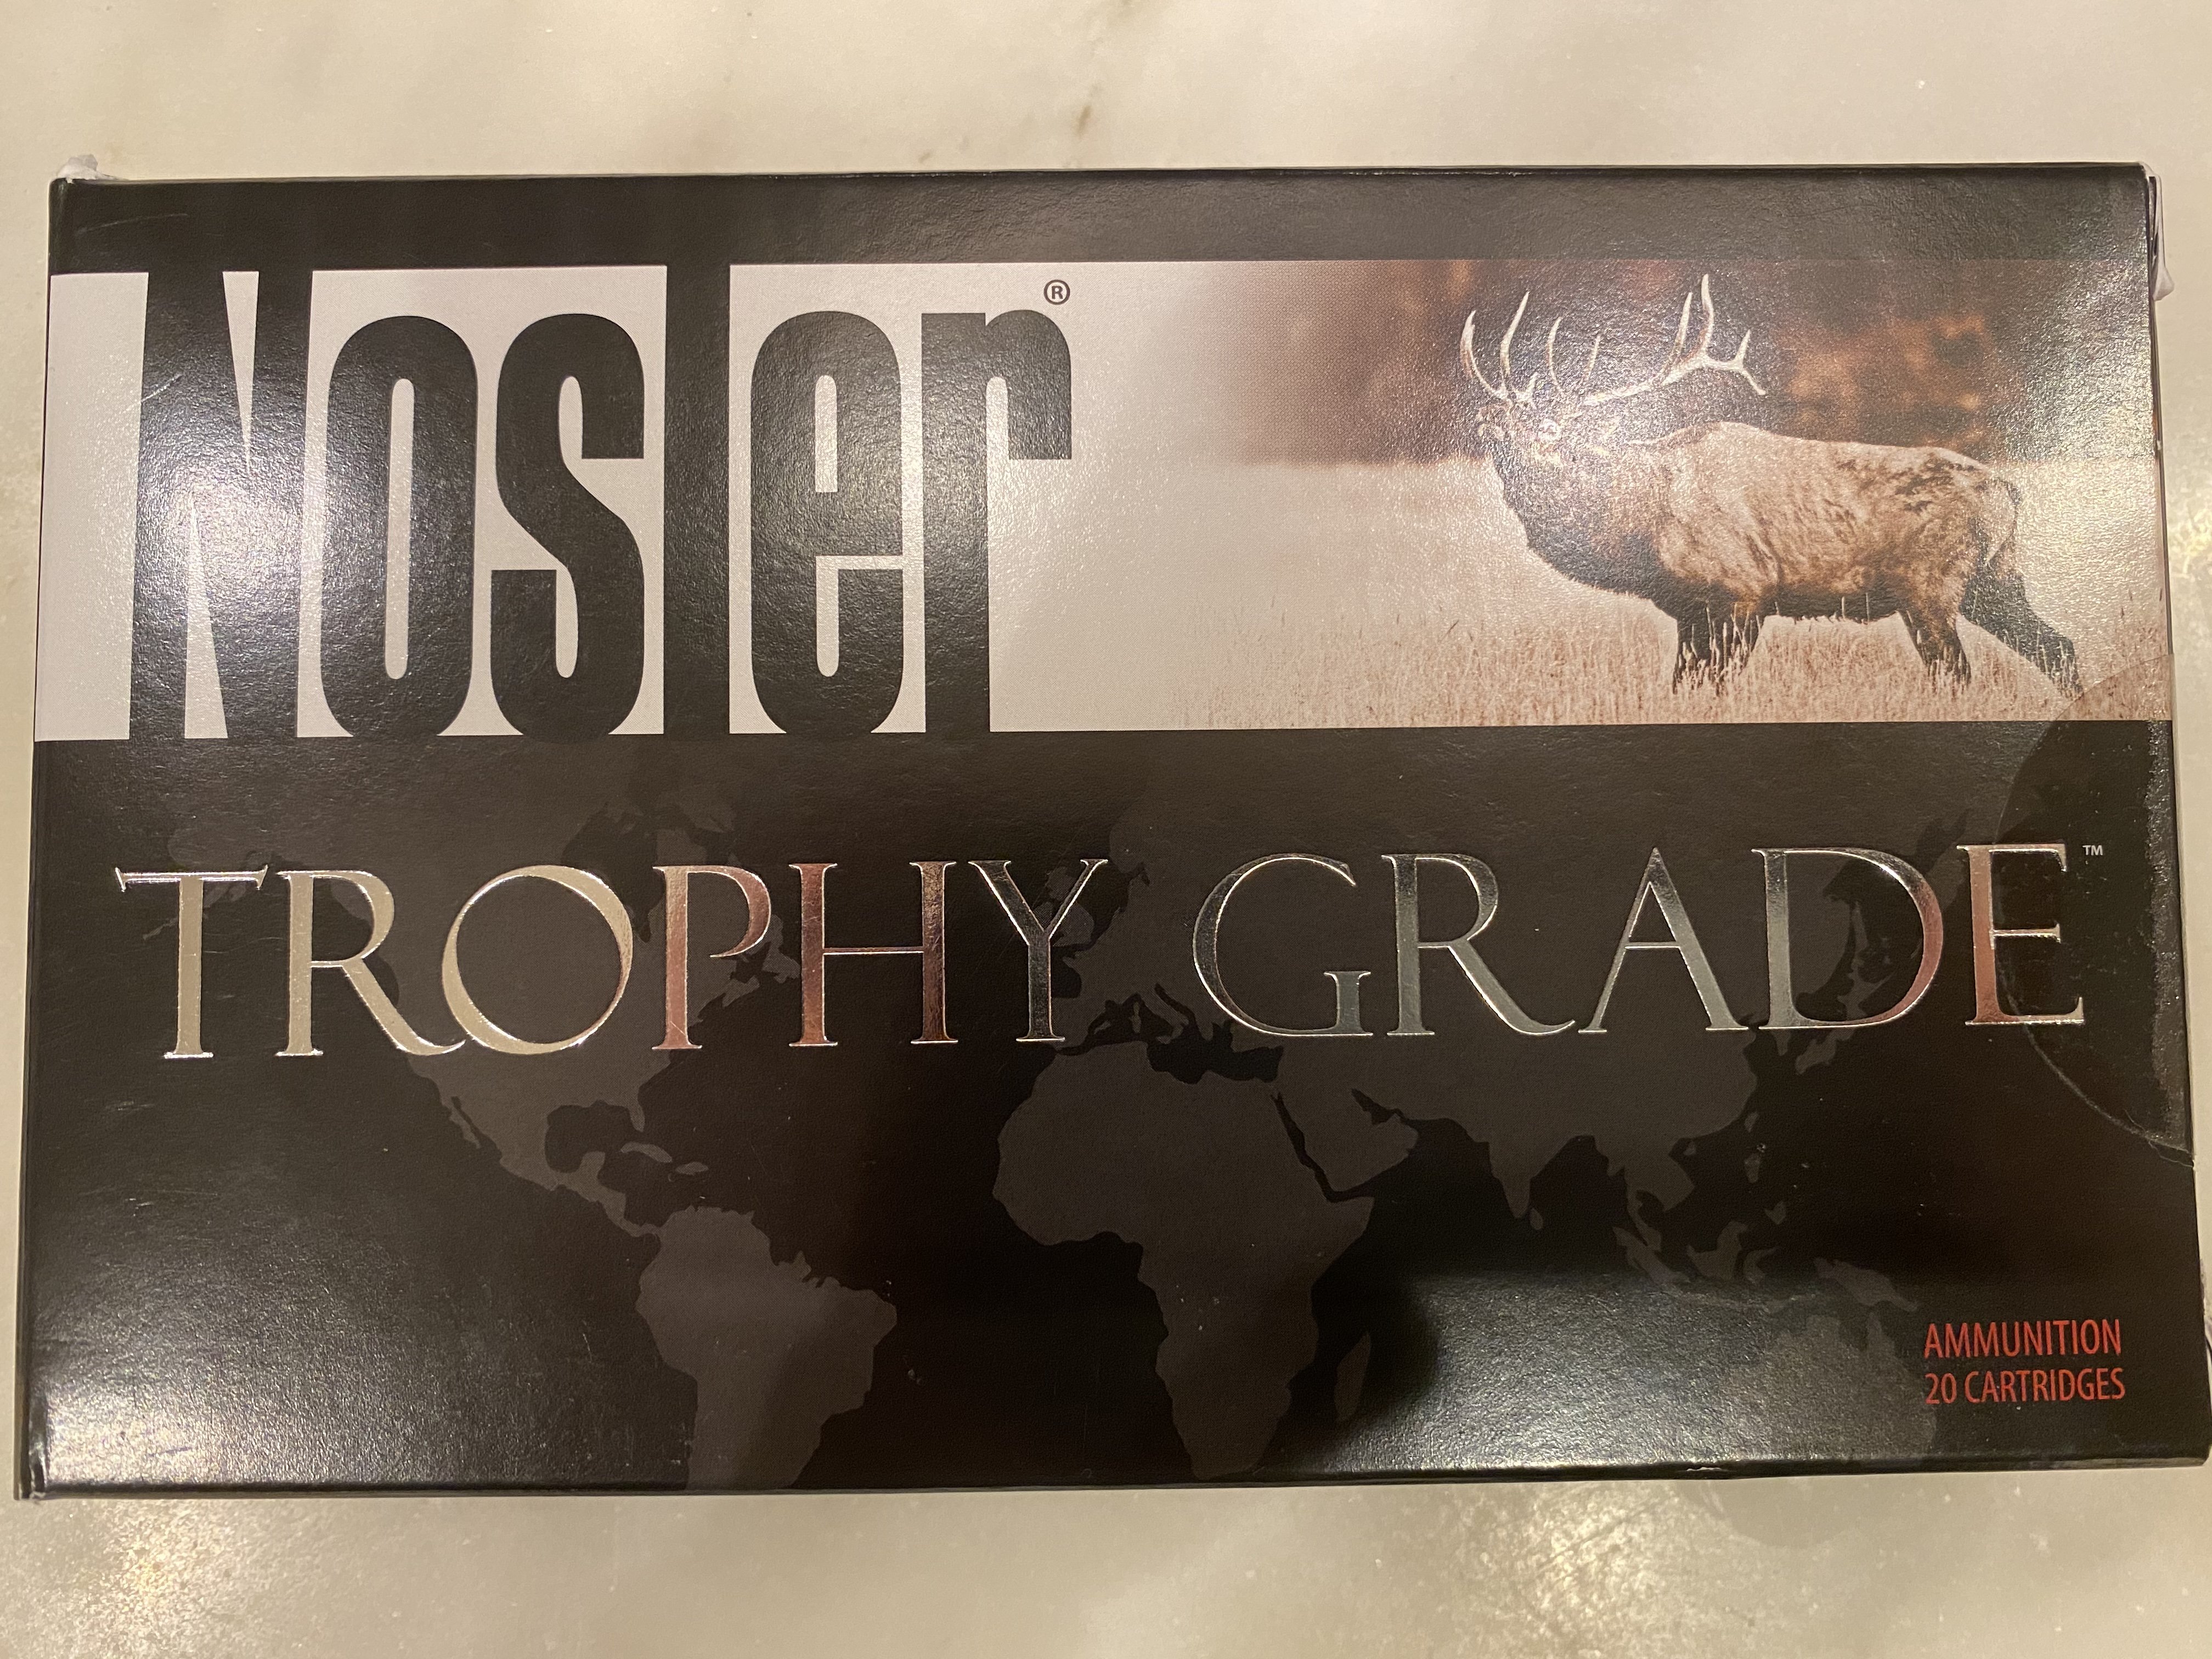 Nosler®
TROPHY GRADE™
AMMUNITION
20 CARTRIDGES